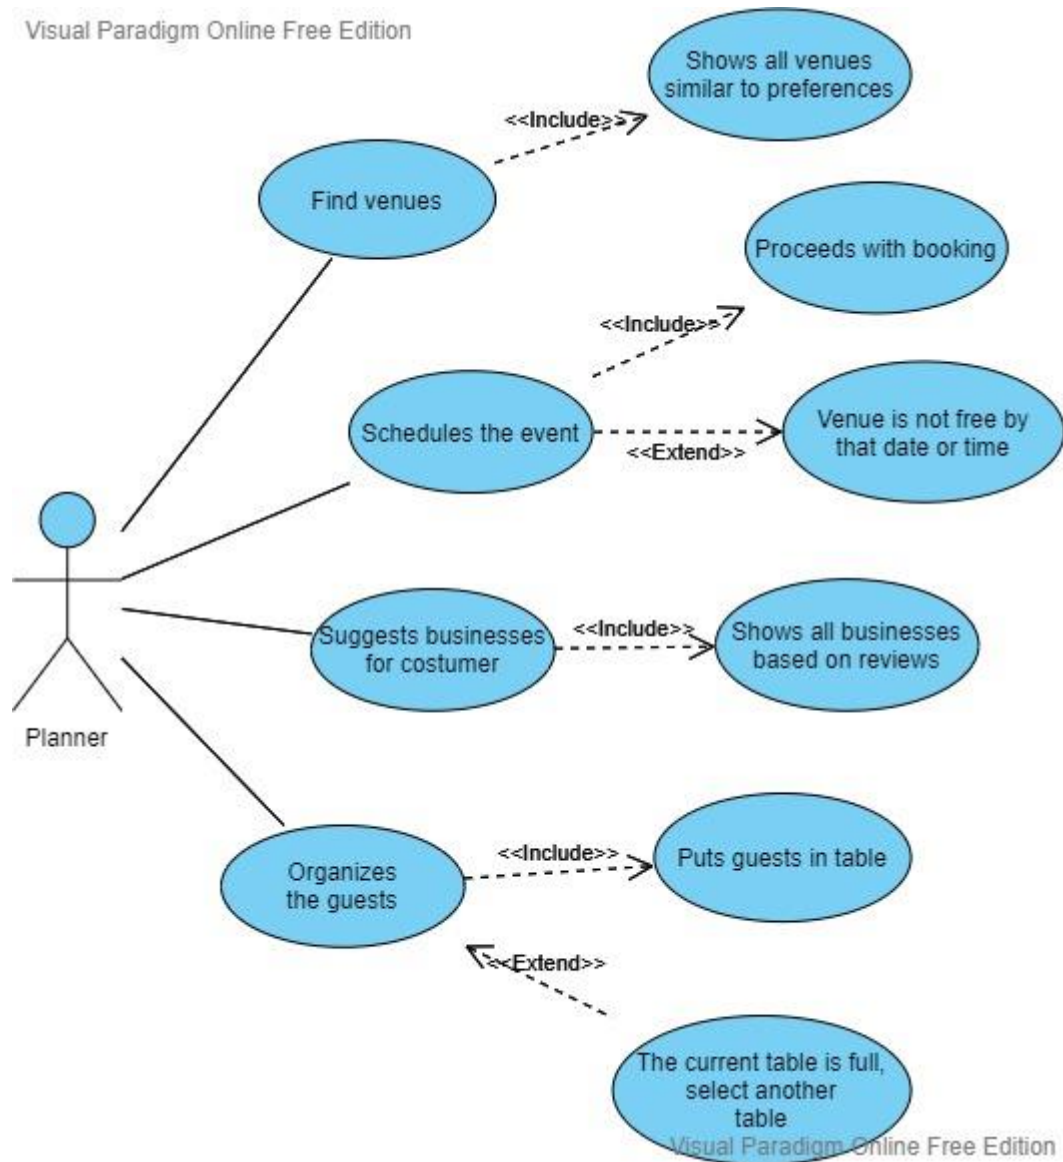 Visual Paradigm Online Free Edition
Shows all venues
similar to preferences
<<Include>>
Find venues
Proceeds with booking
<<Include>>
Schedules the event
<<Extend>>
Venue is not free by
that date or time
Suggests businesses
for costumer
<<Include>>
Shows all businesses
based on reviews
Planner
Organizes
the guests
<<Include>>
Puts guests in table
<<Extend>>
The current table is full,
select another
table
Visual Paradigm Online Free Edition